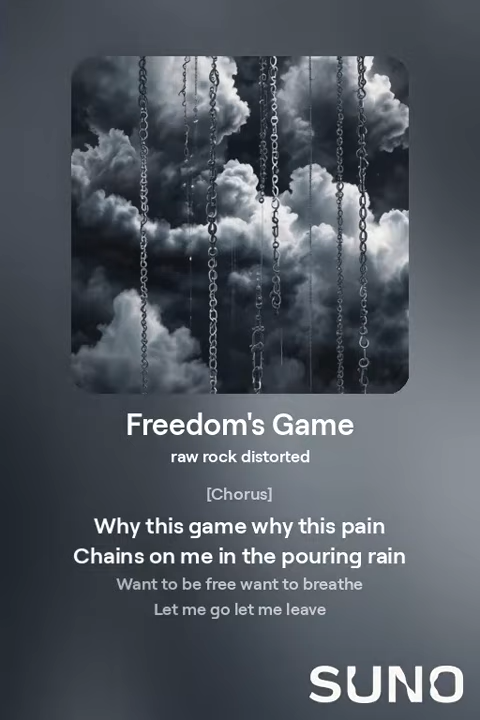 Freedom's Game
raw rock distorted
[Chorus]
Why this game why this pain
Chains on me in the pouring rain
Want to be free want to breathe
Let me go let me leave
SUNO